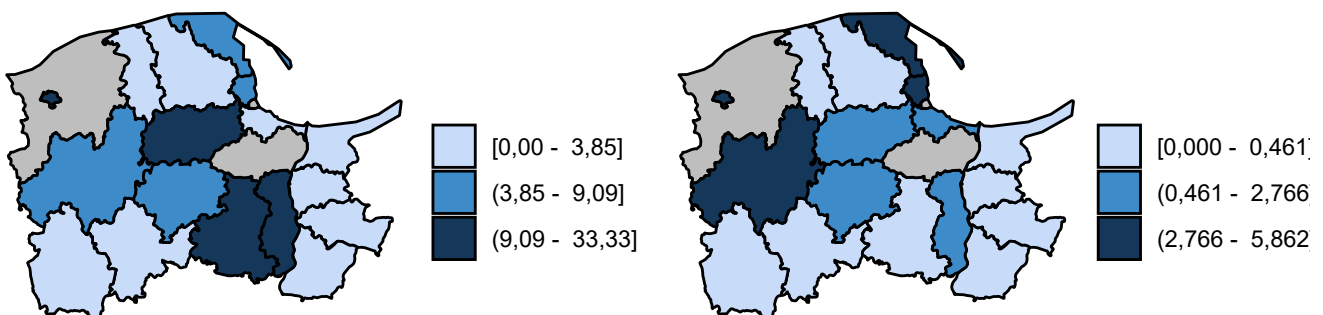 [0,00 - 3,85]
(3,85 - 9,09]
(9,09 - 33,33]
[0,000 - 0,461]
(0,461 - 2,766]
(2,766 - 5,862]